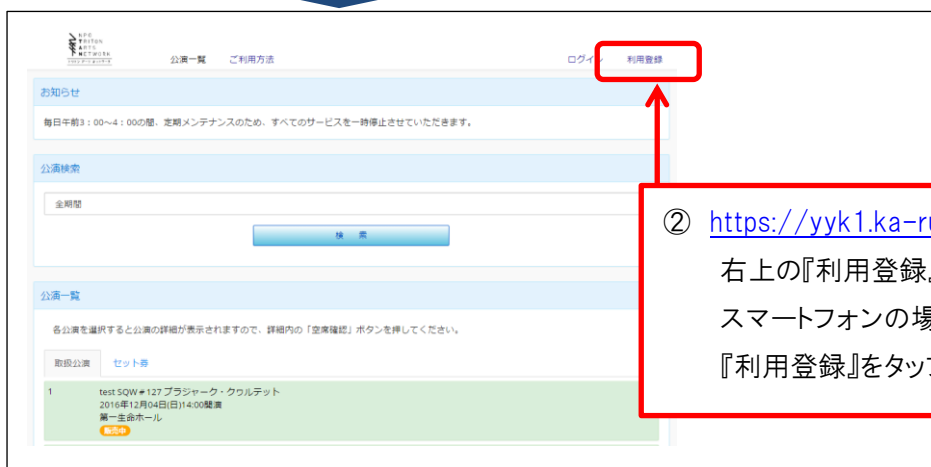 NPO
TRITON
ARTS
NETWORK
公演一覧 ご利用方法 ログイン 利用登録
お知らせ
毎日午前3：00～4：00の間、定期メンテナンスのため、すべてのサービスを一時停止させていただきます。
公演検索
全期間
検 索
公演一覧
各公演を選択すると公演の詳細が表示されますので、詳細内の「空席確認」ボタンを押してください。
取扱公演 セット券
1 test SQW＃127 プラジャーク・クヮルテット
2016年12月04日(日)14:00開演
第一生命ホール
販売中
② https://yyk1.ka-ru
右上の『利用登録』
スマートフォンの場
『利用登録』をタップ